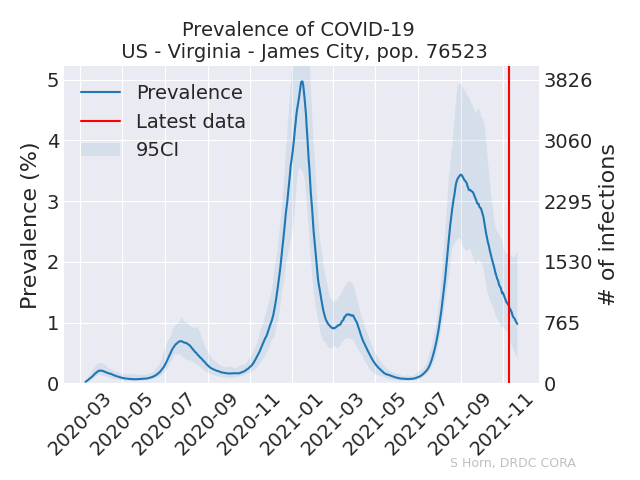 Prevalence of COVID-19
US - Virginia - James City, pop. 76523
Prevalence
Latest data
95CI
Prevalence (%)
5
4
3
2
1
0
3826
3060
2295
1530
765
0
# of infections
2020-03
2020-05
2020-07
2020-09
2020-11
2021-01
2021-03
2021-05
2021-07
2021-09
2021-11
S Horn, DRDC CORA